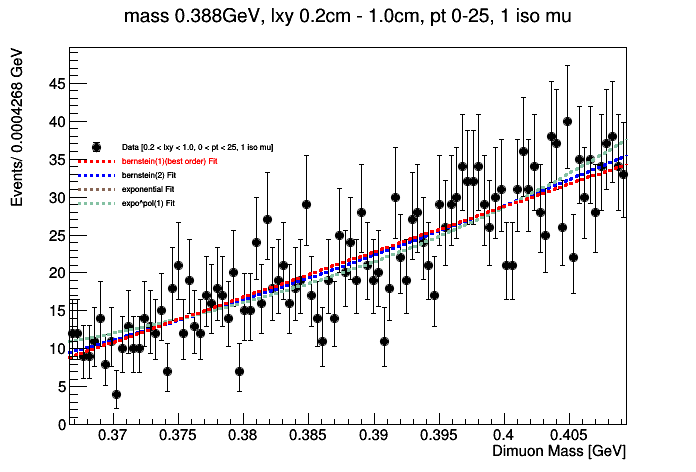 mass 0.388GeV, lxy 0.2cm - 1.0cm, pt 0-25, 1 iso mu
Events/ 0.0004268 GeV
45
40
35
30
25
20
15
10
5
0
Data [0.2 < lxy < 1.0, 0 < pt < 25, 1 iso mu]
bernstein(1)(best order) Fit
bernstein(2) Fit
exponential Fit
expo*pol(1) Fit
0.37 0.375 0.38 0.385 0.39 0.395 0.4 0.405
Dimuon Mass [GeV]